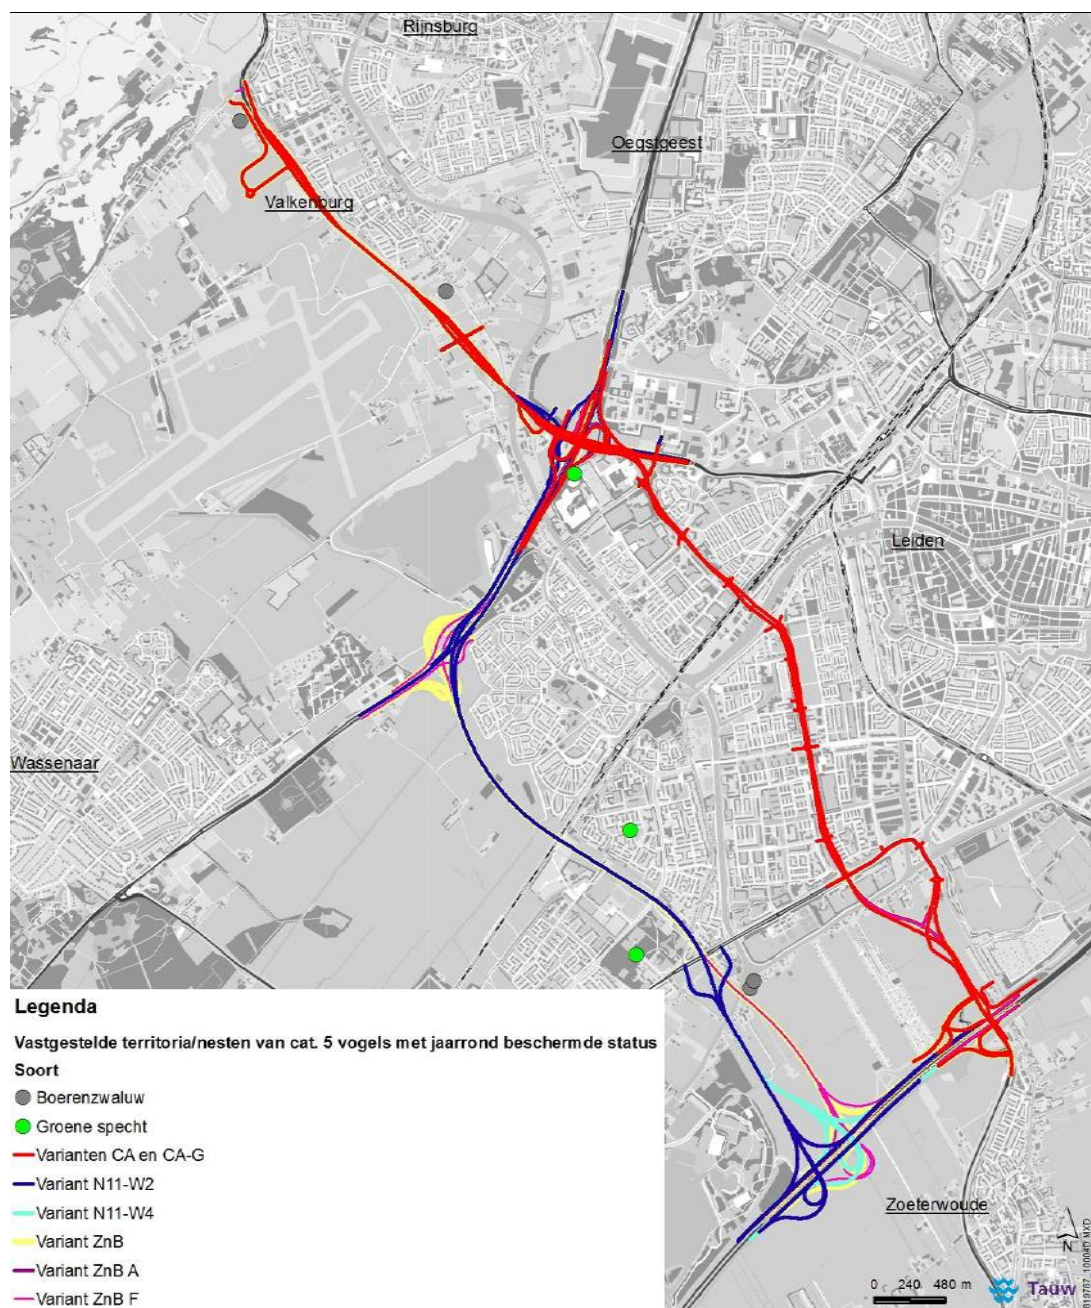 Rijnsburg
Oegstgeest
Valkenburg
Leiden
Wassenaar
Legenda
Vastgestelde territoria/nesten van cat. 5 vogels met jaarrond beschermde status
Soort
Boerenzwaluw
Groene specht
Varianten CA en CA-G
Variant N11-W2
Variant N11-W4
Variant ZnB
Variant ZnB A
Variant ZnB F
Zoeterwoude
N
0 240 480 m
Tauw